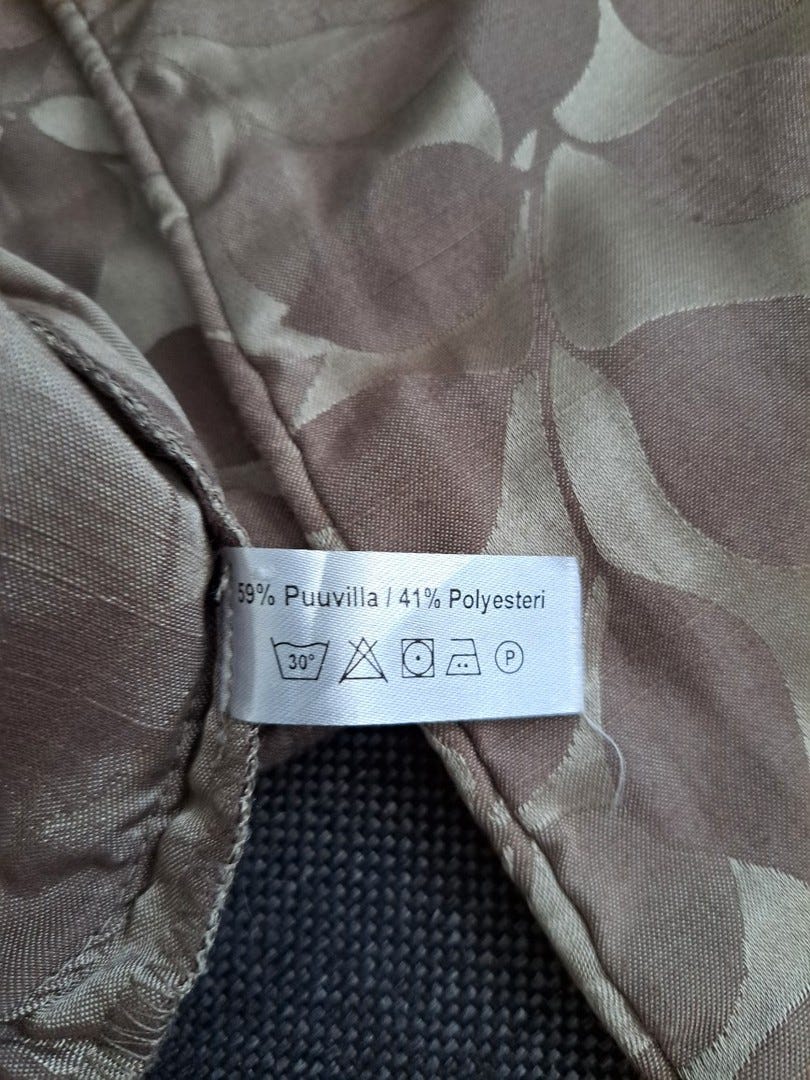 59% Puuvilla / 41% Polyesteri
30° P